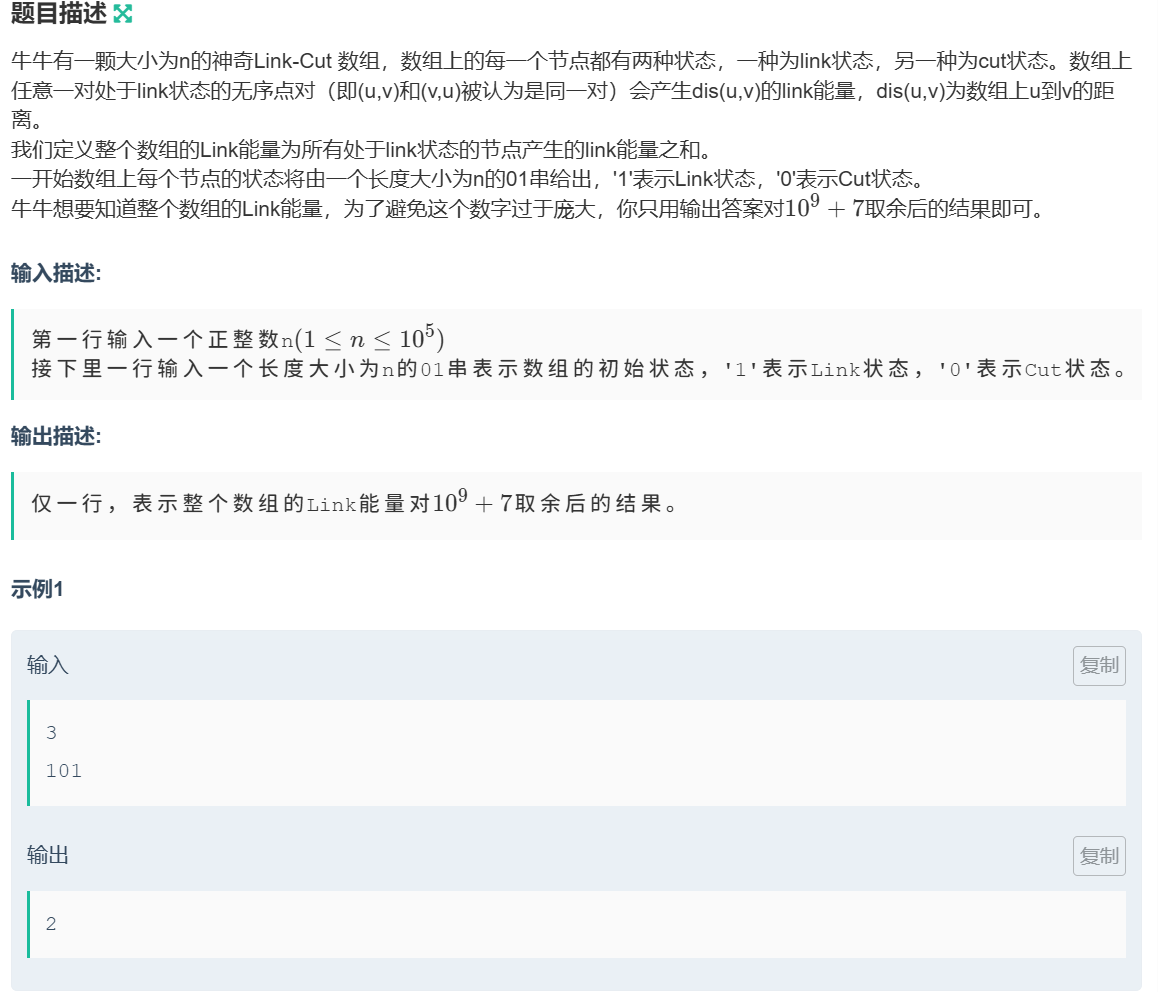 题目描述
牛牛有一颗大小为n的神奇Link-Cut 数组，数组上的每一个节点都有两种状态，一种为link状态，另一种为cut状态。数组上
任意一对处于link状态的无序点对（即(u,v)和(v,u)被认为是同一对）会产生dis(u,v)的link能量，dis(u,v)为数组上u到v的距
离。
我们定义整个数组的Link能量为所有处于link状态的节点产生的link能量之和。
一开始数组上每个节点的状态将由一个长度大小为n的01串给出，'1'表示Link状态，'0'表示Cut状态。
牛牛想要知道整个数组的Link能量，为了避免这个数字过于庞大，你只用输出答案对10^9 + 7取余后的结果即可。
输入描述:
第一行输入一个正整数n(1 ≤ n ≤ 10^5)
接下里一行输入一个长度大小为n的01串表示数组的初始状态，'1'表示Link状态，'0'表示Cut状态。
输出描述:
仅一行，表示整个数组的Link能量对10^9 + 7取余后的结果。
示例1
输入
复制
3
101
输出
复制
2